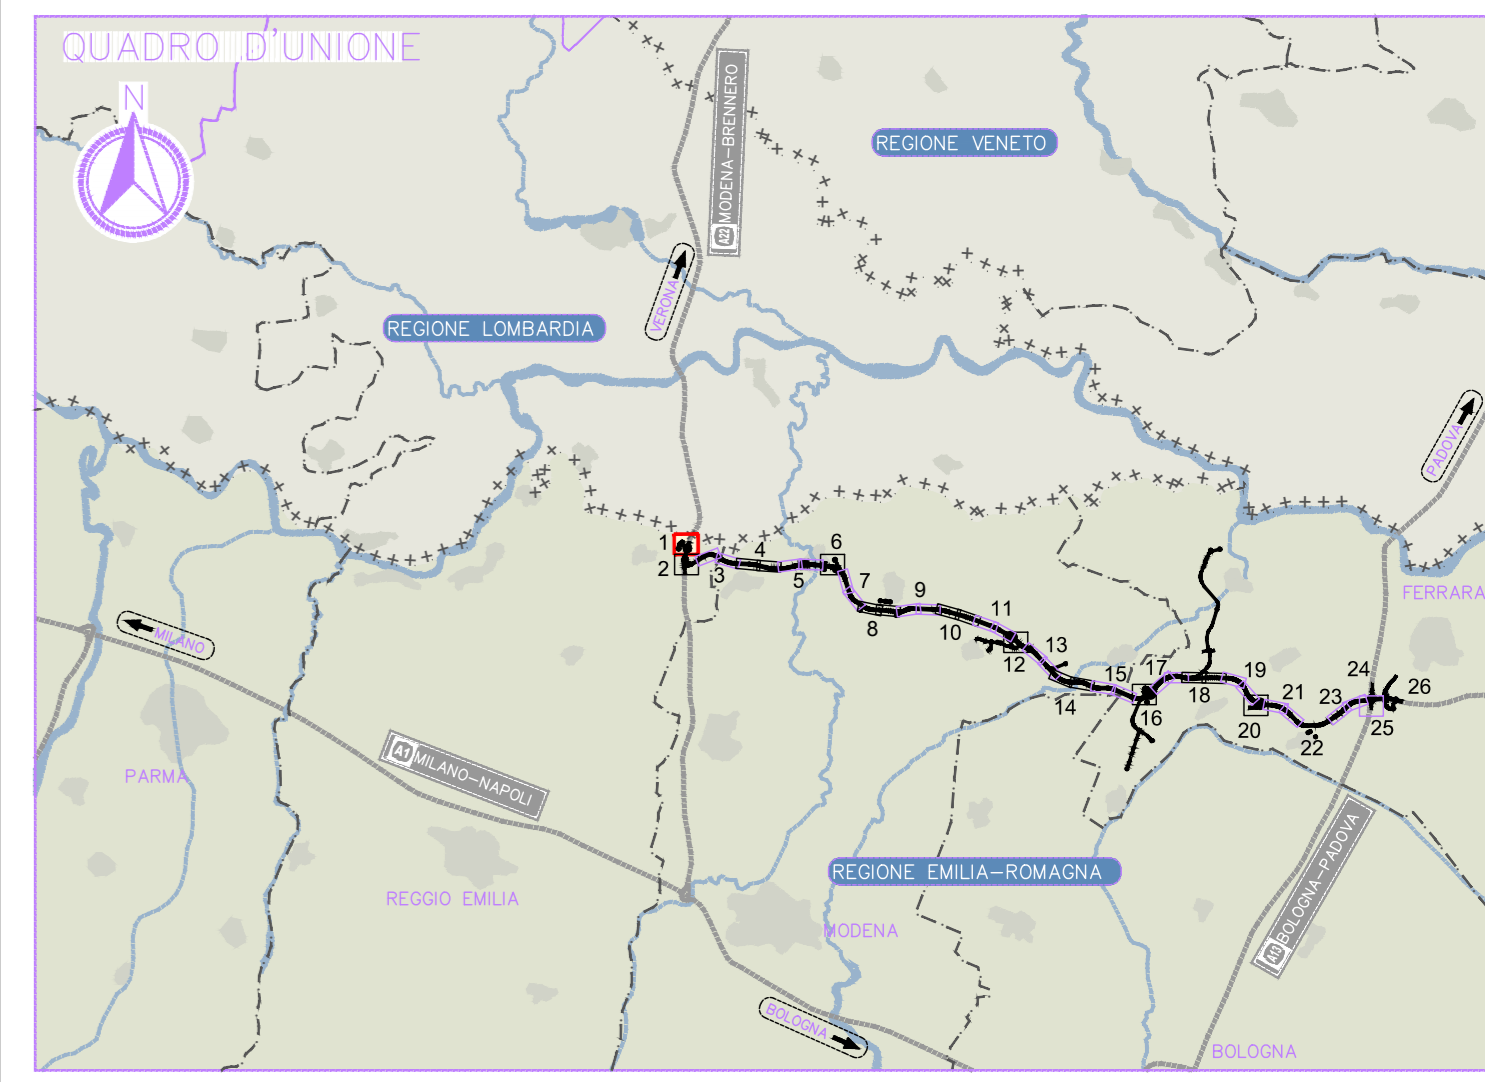 QUADRO D'UNIONE
N
A22 MODENA-BRENNERO
REGIONE VENETO
VERONA
REGIONE LOMBARDIA
PADOVA
1
2
3
4
5
6
7
8
9
10
11
12
13
14
15
16
17
18
19
20
21
22
23
24
25
26
FERRARA
MILANO
PARMA
A1 MILANO-NAPOLI
REGGIO EMILIA
REGIONE EMILIA-ROMAGNA
MODENA
A13 BOLOGNA-PADOVA
BOLOGNA
BOLOGNA